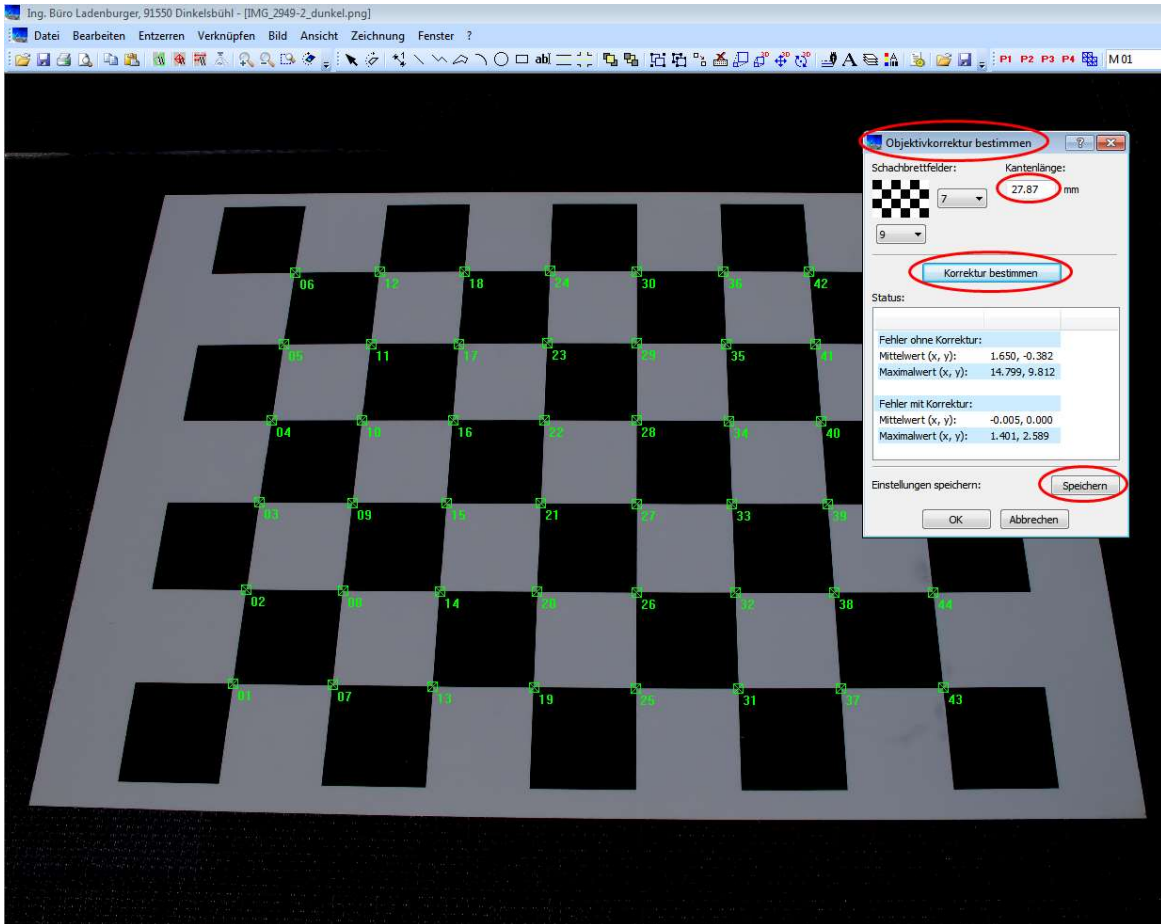 Ing. Büro Ladenburger, 91550 Dinkelsbühl - [IMG_2949-2_dunkel.png]
Datei Bearbeiten Entzerren Verknüpfen Bild Ansicht Zeichnung Fenster ?
abl A P1 P2 P3 P4 M 01
Objektivkorrektur bestimmen
Schachbrettfelder: Kantenlänge:
7 27.87 mm
9
Korrektur bestimmen
Status:
Fehler ohne Korrektur:
Mittelwert (x, y): 1.650, -0.382
Maximalwert (x, y): 14.799, 9.812
Fehler mit Korrektur:
Mittelwert (x, y): -0.005, 0.000
Maximalwert (x, y): 1.401, 2.589
Einstellungen speichern: Speichern
OK Abbrechen
06 12 18 24 30 36 42
05 11 17 23 29 35 41
04 10 16 22 28 34 40
03 09 15 21 27 33 39
02 08 14 20 26 32 38 44
01 07 13 19 25 31 37 43